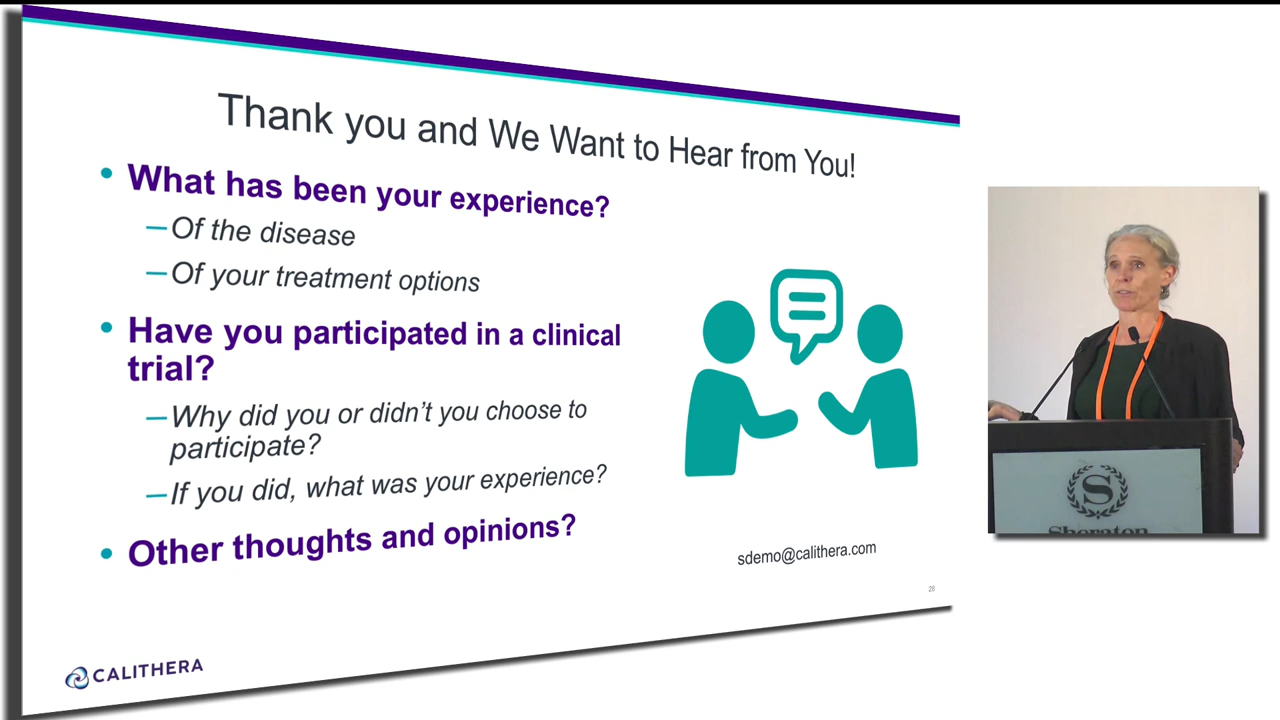 Thank you and We Want to Hear from You!
• What has been your experience?
—Of the disease
—Of your treatment options
• Have you participated in a clinical
trial?
—Why did you or didn’t you choose to
participate?
—If you did, what was your experience?
• Other thoughts and opinions?
sdemo@calithera.com
28
CALITHERA
S
Sheraton